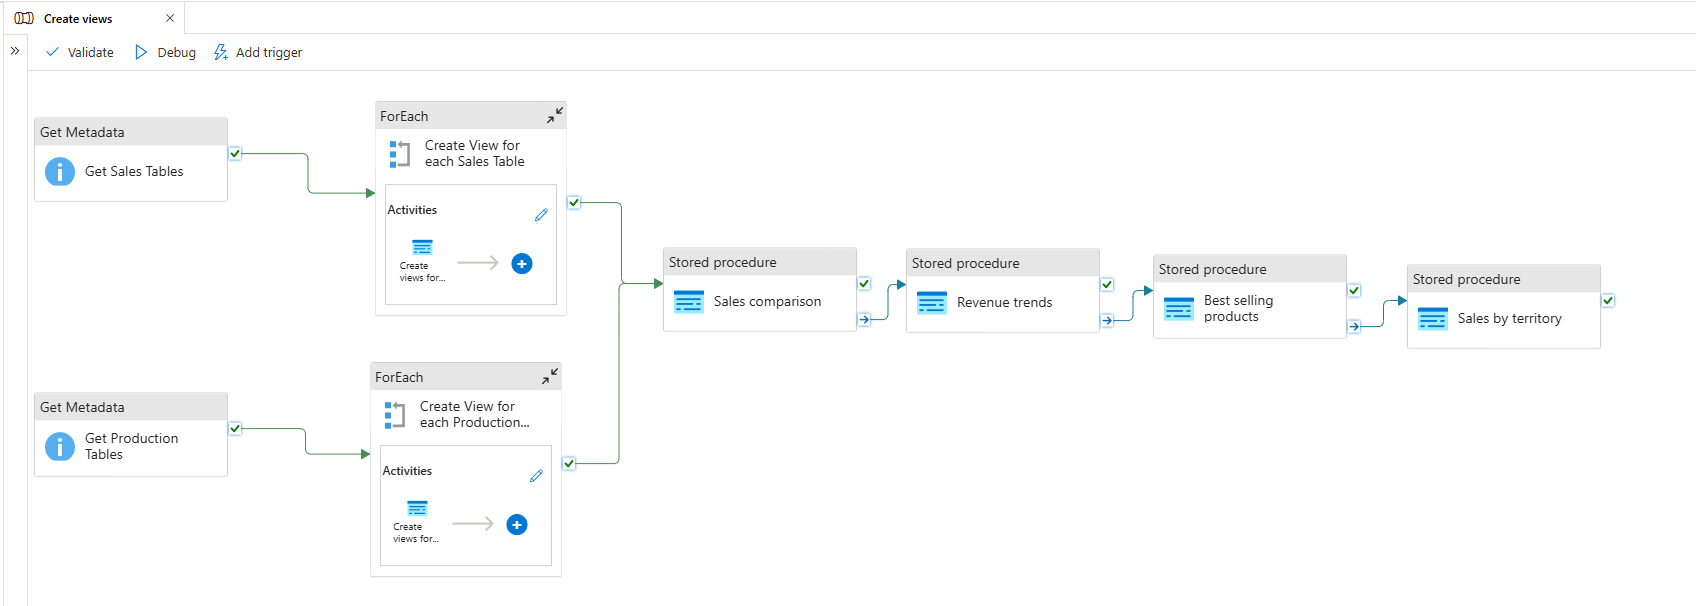 Create views
Validate
Debug
Add trigger
Get Metadata
Get Sales Tables
ForEach
Create View for
each Sales Table
Activities
Create
views for...
Stored procedure
Sales comparison
Stored procedure
Revenue trends
Stored procedure
Best selling
products
Stored procedure
Sales by territory
Get Metadata
Get Production
Tables
ForEach
Create View for
each Production...
Activities
Create
views for...